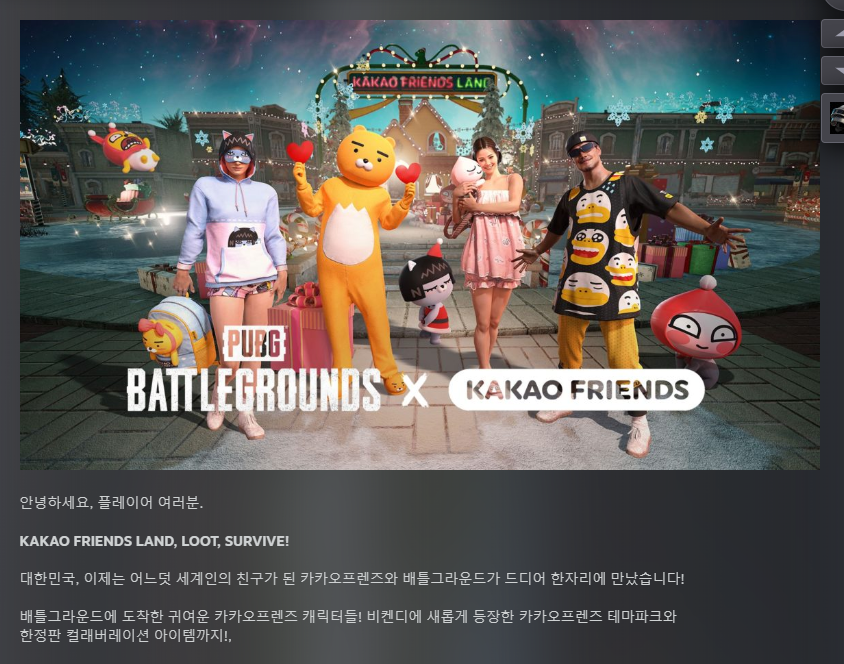 KAKAO FRIENDS LAND
PUBG
BATTLEGROUNDS X KAKAO FRIENDS
안녕하세요, 플레이어 여러분.
KAKAO FRIENDS LAND, LOOT, SURVIVE!
대한민국, 이제는 어느덧 세계인의 친구가 된 카카오프렌즈와 배틀그라운드가 드디어 한자리에 만났습니다!
배틀그라운드에 도착한 귀여운 카카오프렌즈 캐릭터들! 비켄디에 새롭게 등장한 카카오프렌즈 테마파크와
한정판 컬래버레이션 아이템까지!,